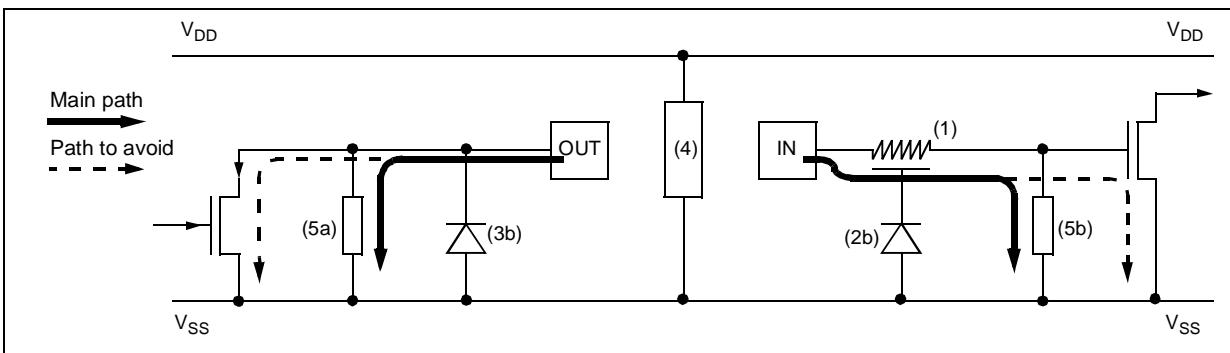 VDD
VDD
Main path
Path to avoid
OUT
(4)
IN
(1)
(5a)
(3b)
(2b)
(5b)
VSS
VSS